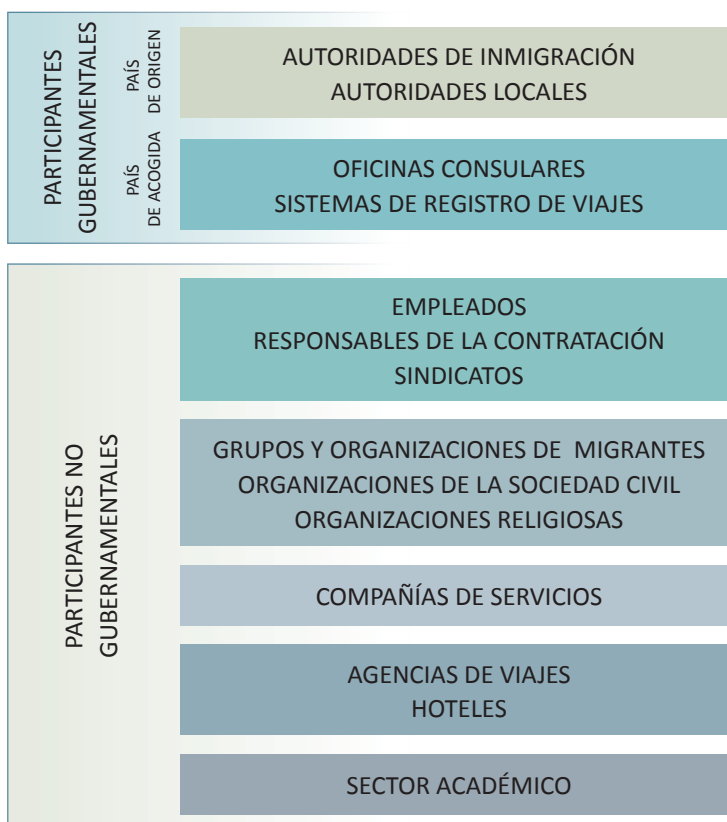 PARTICIPANTES
GUBERNAMENTALES
PAÍS
DE ORIGEN
AUTORIDADES DE INMIGRACIÓN
AUTORIDADES LOCALES
PAÍS
DE ACOGIDA
OFICINAS CONSULARES
SISTEMAS DE REGISTRO DE VIAJES
PARTICIPANTES NO
GUBERNAMENTALES
EMPLEADOS
RESPONSABLES DE LA CONTRATACIÓN
SINDICATOS
GRUPOS Y ORGANIZACIONES DE MIGRANTES
ORGANIZACIONES DE LA SOCIEDAD CIVIL
ORGANIZACIONES RELIGIOSAS
COMPAÑÍAS DE SERVICIOS
AGENCIAS DE VIAJES
HOTELES
SECTOR ACADÉMICO